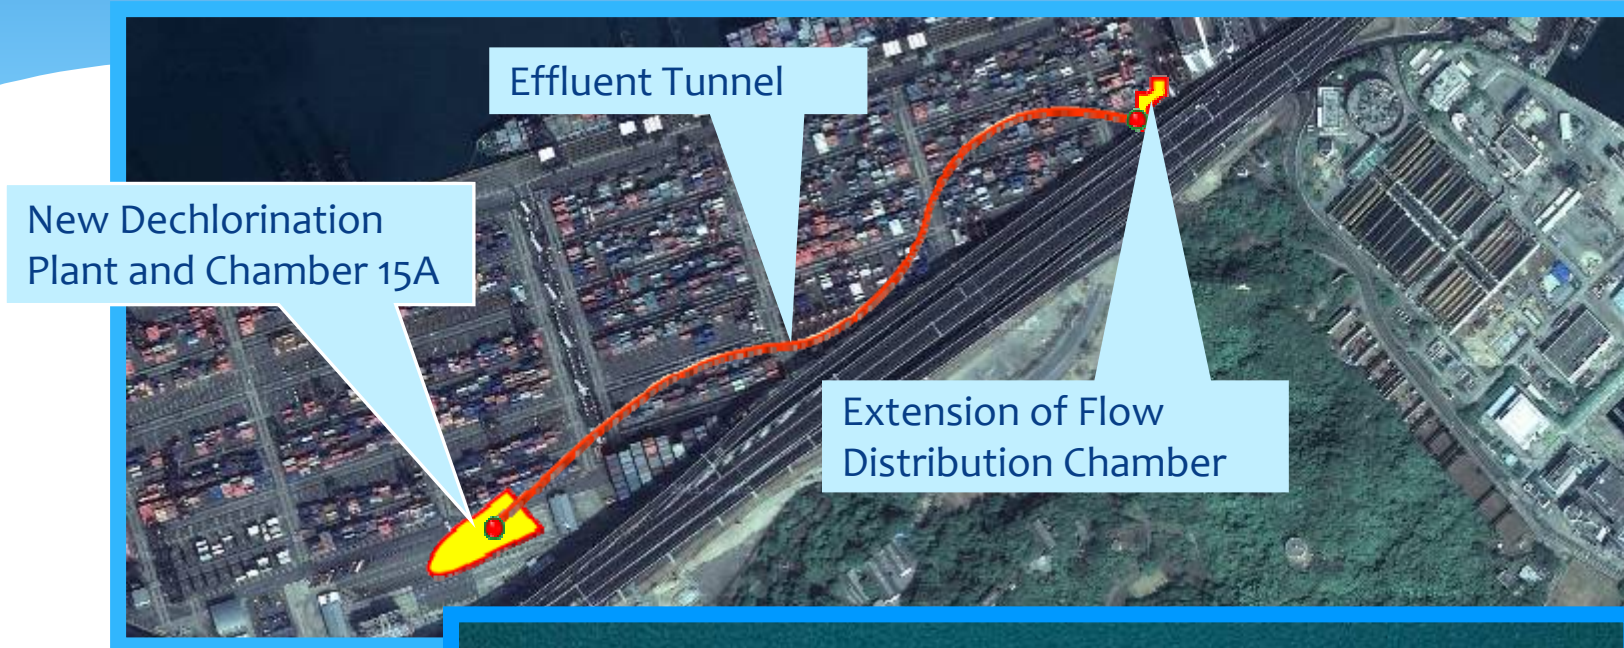 Effluent Tunnel
New Dechlorination
Plant and Chamber 15A
Extension of Flow
Distribution Chamber